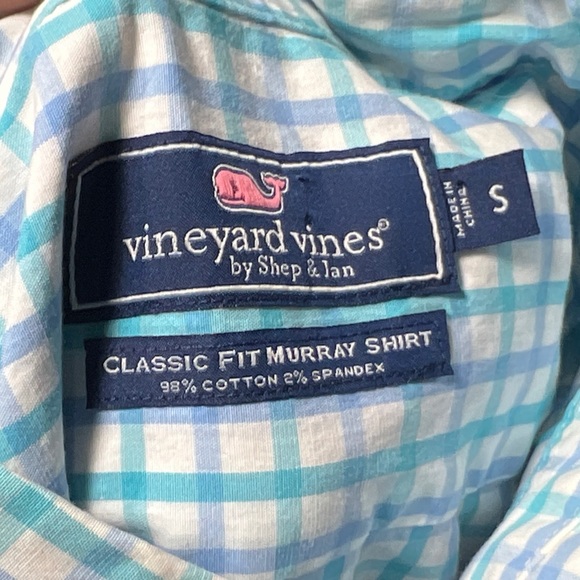 vineyard vines®
by Shep & Ian
MADE IN
CHINA
S
CLASSIC FIT MURRAY SHIRT
98% COTTON 2% SPANDEX